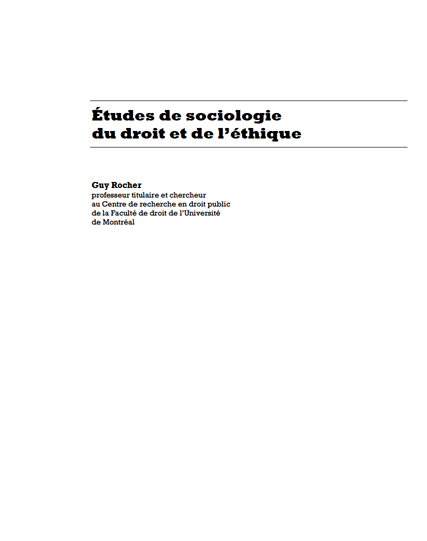 Études de sociologie
du droit et de l'éthique
Guy Rocher
professeur titulaire et chercheur
au Centre de recherche en droit public
de la Faculté de droit de l'Université
de Montréal